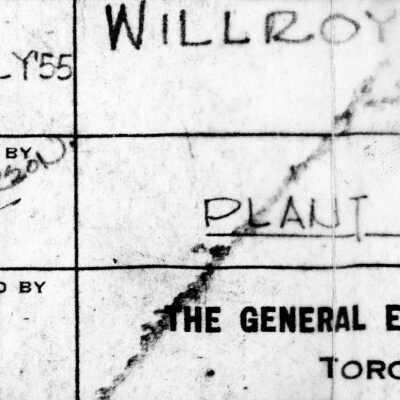 WILLROY
LY'55
BY
PLANT
D BY
THE GENERAL E
TORO